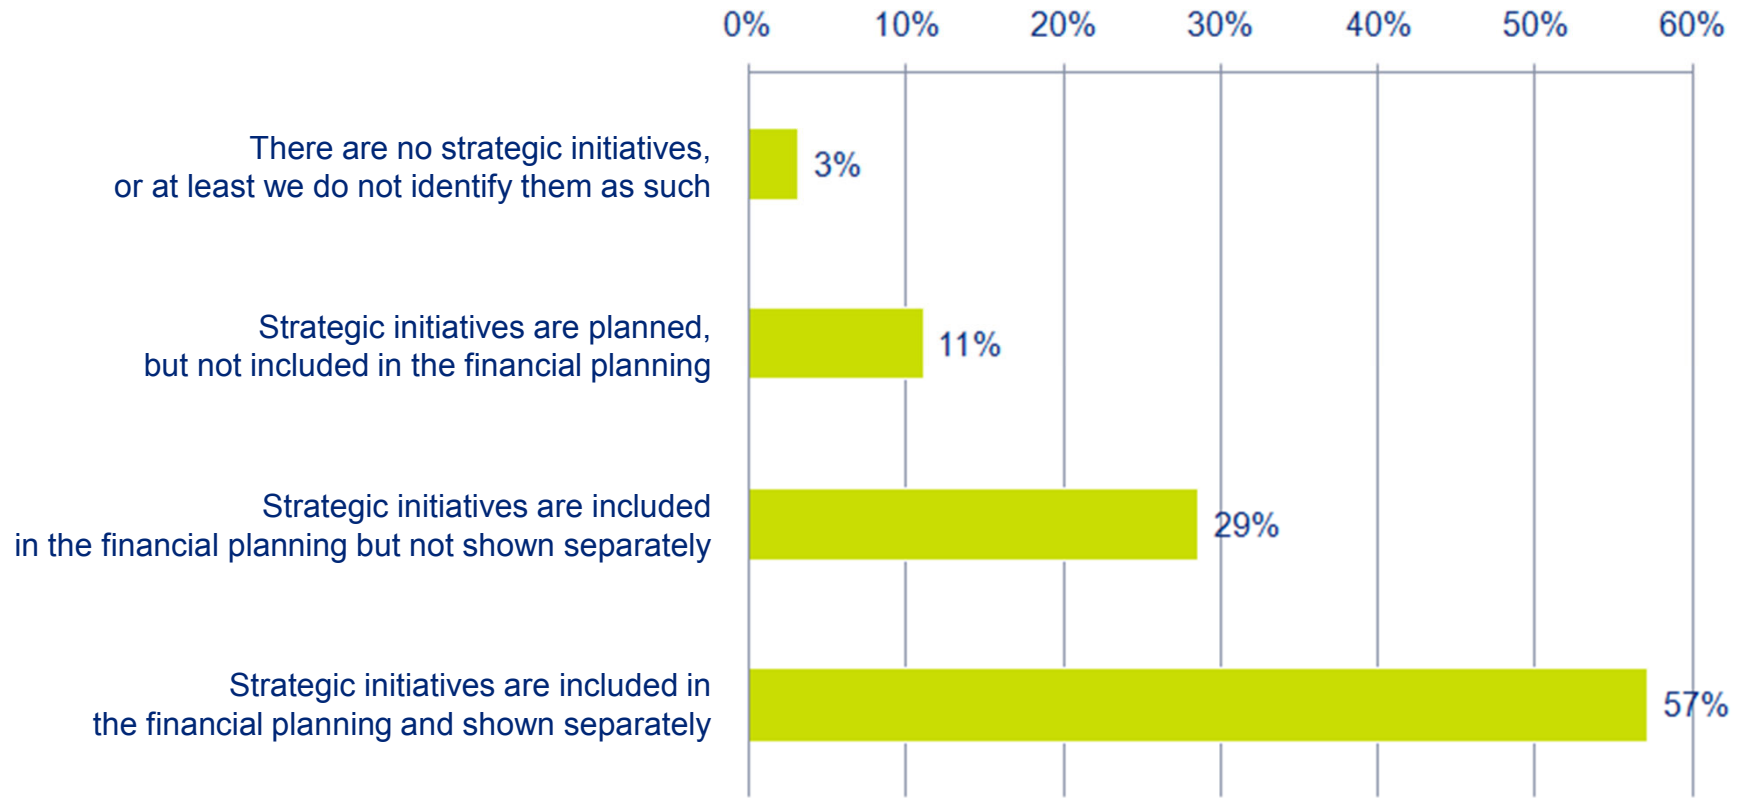 0% 10% 20% 30% 40% 50% 60%
There are no strategic initiatives,
or at least we do not identify them as such
3%
Strategic initiatives are planned,
but not included in the financial planning
11%
Strategic initiatives are included
in the financial planning but not shown separately
29%
Strategic initiatives are included in
the financial planning and shown separately
57%